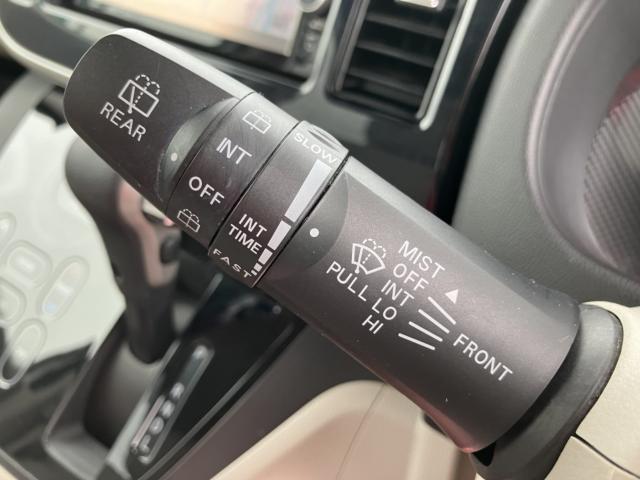 REAR
INT
OFF
SLOW
INT
TIME
FAST
MIST
OFF
INT
PULL LO
HI
FRONT